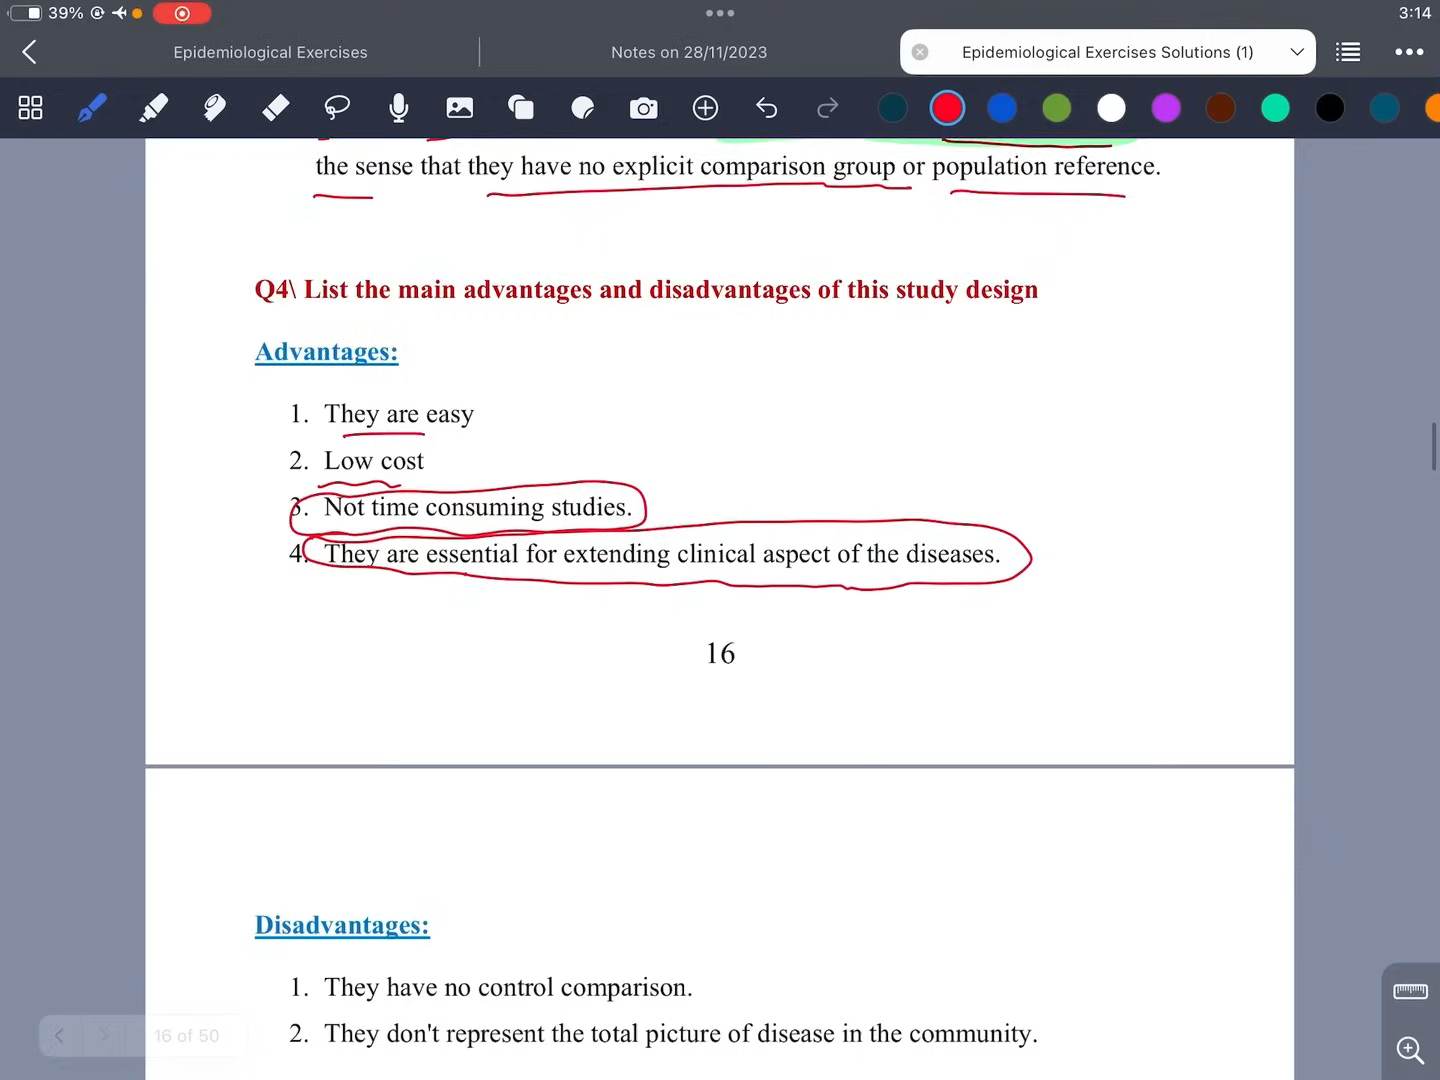 39%
3:14
Epidemiological Exercises
Notes on 28/11/2023
Epidemiological Exercises Solutions (1)
the sense that they have no explicit comparison group or population reference.
Q4\ List the main advantages and disadvantages of this study design
Advantages:
1. They are easy
2. Low cost
3. Not time consuming studies.
4. They are essential for extending clinical aspect of the diseases.
16
Disadvantages:
1. They have no control comparison.
2. They don't represent the total picture of disease in the community.
16 of 50